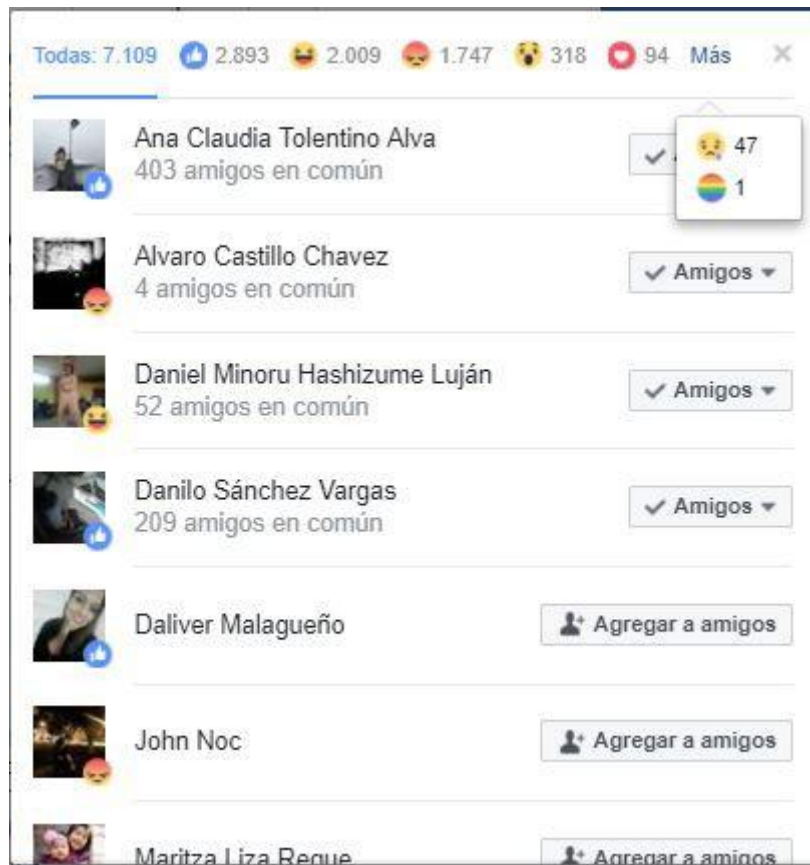 Todas: 7.109 2.893 2.009 1.747 318 94 Más
47
1
Ana Claudia Tolentino Alva
403 amigos en común
Alvaro Castillo Chavez
4 amigos en común
Amigos
Daniel Minoru Hashizume Luján
52 amigos en común
Amigos
Danilo Sánchez Vargas
209 amigos en común
Amigos
Daliver Malagueño
Agregar a amigos
John Noc
Agregar a amigos
Maritza Liza Reque
Agregar a amigos